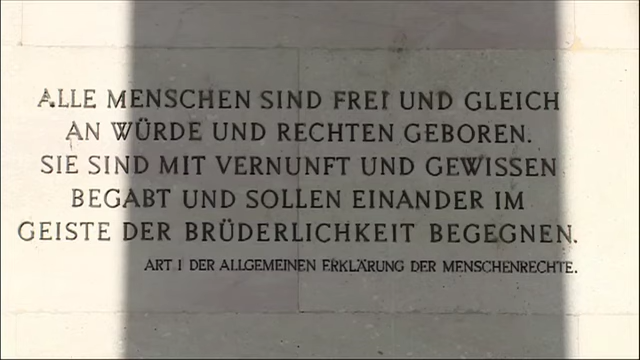 ALLE MENSCHEN SIND FREI UND GLEICH
AN WÜRDE UND RECHTEN GEBOREN.
SIE SIND MIT VERNUNFT UND GEWISSEN
BEGABT UND SOLLEN EINANDER IM
GEISTE DER BRÜDERLICHKEIT BEGEGNEN.
ART 1 DER ALLGEMEINEN ERKLÄRUNG DER MENSCHENRECHTE.